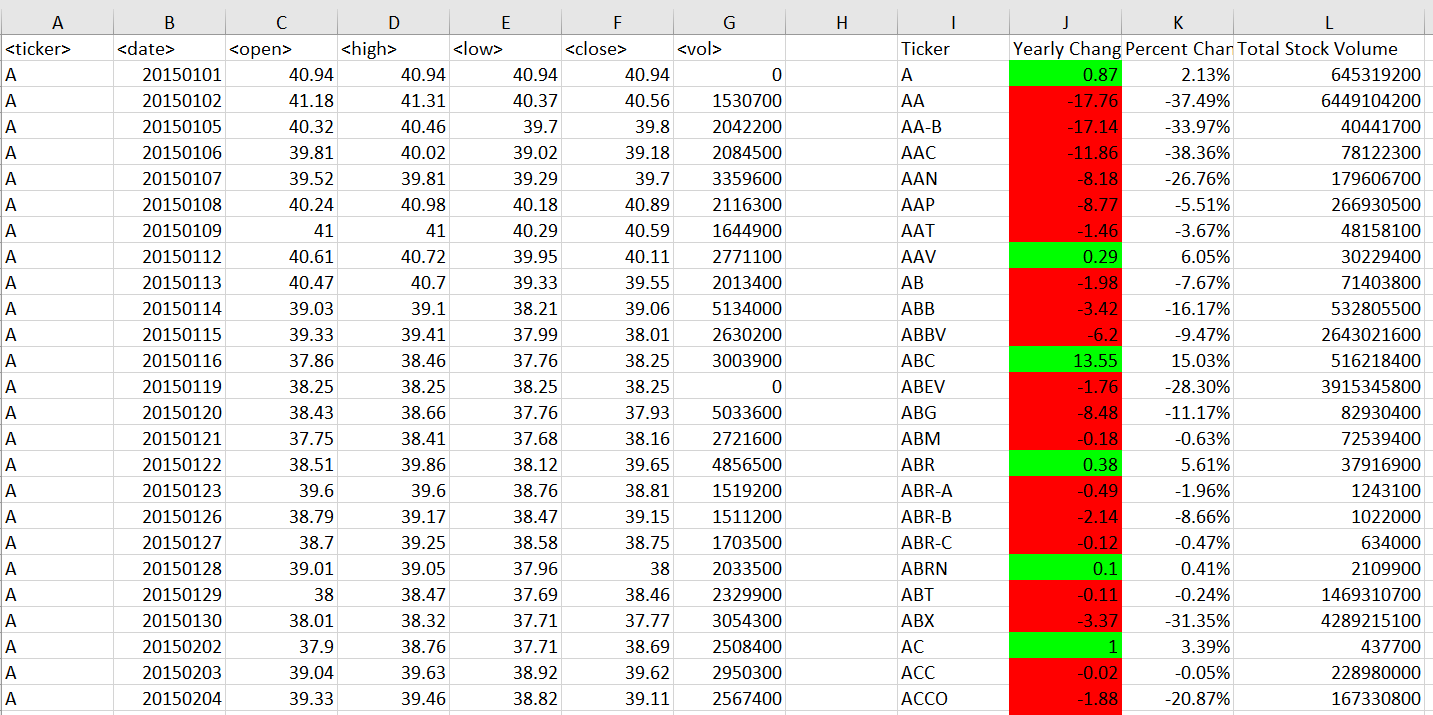 A B C D E F G H I J K L
<ticker> <date> <open> <high> <low> <close> <vol> Ticker Yearly Chang Percent Chan Total Stock Volume
A 20150101 40.94 40.94 40.94 40.94 0 A 0.87 2.13% 645319200
A 20150102 41.18 41.31 40.37 40.56 1530700 AA -17.76 -37.49% 6449104200
A 20150105 40.32 40.46 39.7 39.8 2042200 AA-B -17.14 -33.97% 40441700
A 20150106 39.81 40.02 39.02 39.18 2084500 AAC -11.86 -38.36% 78122300
A 20150107 39.52 39.81 39.29 39.7 3359600 AAN -8.18 -26.76% 179606700
A 20150108 40.24 40.98 40.18 40.89 2116300 AAP -8.77 -5.51% 266930500
A 20150109 41 41 40.29 40.59 1644900 AAT -1.46 -3.67% 48158100
A 20150112 40.61 40.72 39.95 40.11 2771100 AAV 0.29 6.05% 30229400
A 20150113 40.47 40.7 39.33 39.55 2013400 AB -1.98 -7.67% 71403800
A 20150114 39.03 39.1 38.21 39.06 5134000 ABB -3.42 -16.17% 532805500
A 20150115 39.33 39.41 37.99 38.01 2630200 ABBV -6.2 -9.47% 2643021600
A 20150116 37.86 38.46 37.76 38.25 3003900 ABC 13.55 15.03% 516218400
A 20150119 38.25 38.25 38.25 38.25 0 ABEV -1.76 -28.30% 3915345800
A 20150120 38.43 38.66 37.76 37.93 5033600 ABG -8.48 -11.17% 82930400
A 20150121 37.75 38.41 37.68 38.16 2721600 ABM -0.18 -0.63% 72539400
A 20150122 38.51 39.86 38.12 39.65 4856500 ABR 0.38 5.61% 37916900
A 20150123 39.6 39.6 38.76 38.81 1519200 ABR-A -0.49 -1.96% 1243100
A 20150126 38.79 39.17 38.47 39.15 1511200 ABR-B -2.14 -8.66% 1022000
A 20150127 38.7 39.25 38.58 38.75 1703500 ABR-C -0.12 -0.47% 634000
A 20150128 39.01 39.05 37.96 38 2033500 ABRN 0.1 0.41% 2109900
A 20150129 38 38.47 37.69 38.46 2329900 ABT -0.11 -0.24% 1469310700
A 20150130 38.01 38.32 37.71 37.77 3054300 ABX -3.37 -31.35% 4289215100
A 20150202 37.9 38.76 37.71 38.69 2508400 AC 1 3.39% 437700
A 20150203 39.04 39.63 38.92 39.62 2950300 ACC -0.02 -0.05% 228980000
A 20150204 39.33 39.46 38.82 39.11 2567400 ACCO -1.88 -20.87% 167330800